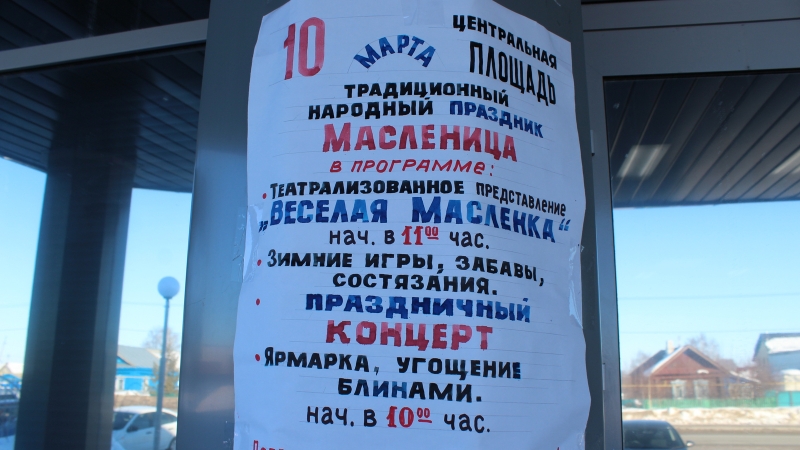 10 МАРТА ЦЕНТРАЛЬНАЯ
ПЛОЩАДЬ
ТРАДИЦИОННЫЙ
НАРОДНЫЙ ПРАЗДНИК
МАСЛЕНИЦА
В ПРОГРАММЕ:
• ТЕАТРАЛИЗОВАННОЕ ПРЕДСТАВЛЕНИЕ
„ВЕСЕЛАЯ МАСЛЕНКА“
НАЧ. В 11⁰⁰ ЧАС.
• ЗИМНИЕ ИГРЫ, ЗАБАВЫ,
СОСТЯЗАНИЯ.
• ПРАЗДНИЧНЫЙ
КОНЦЕРТ
• ЯРМАРКА, УГОЩЕНИЕ
БЛИНАМИ.
НАЧ. В 10⁰⁰ ЧАС.